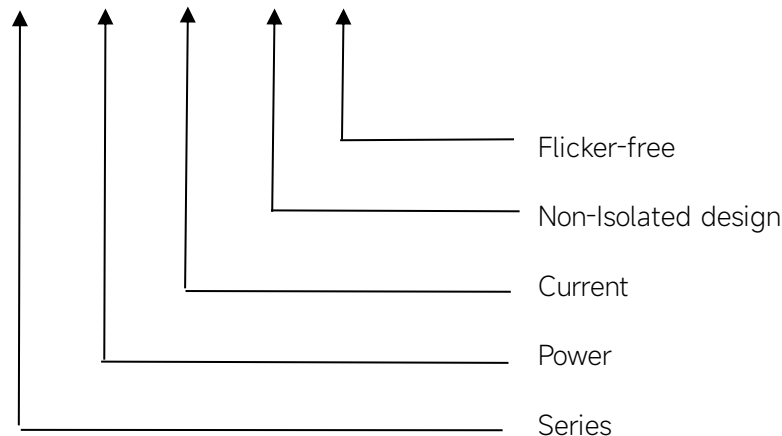 Flicker-free
Non-Isolated design
Current
Power
Series